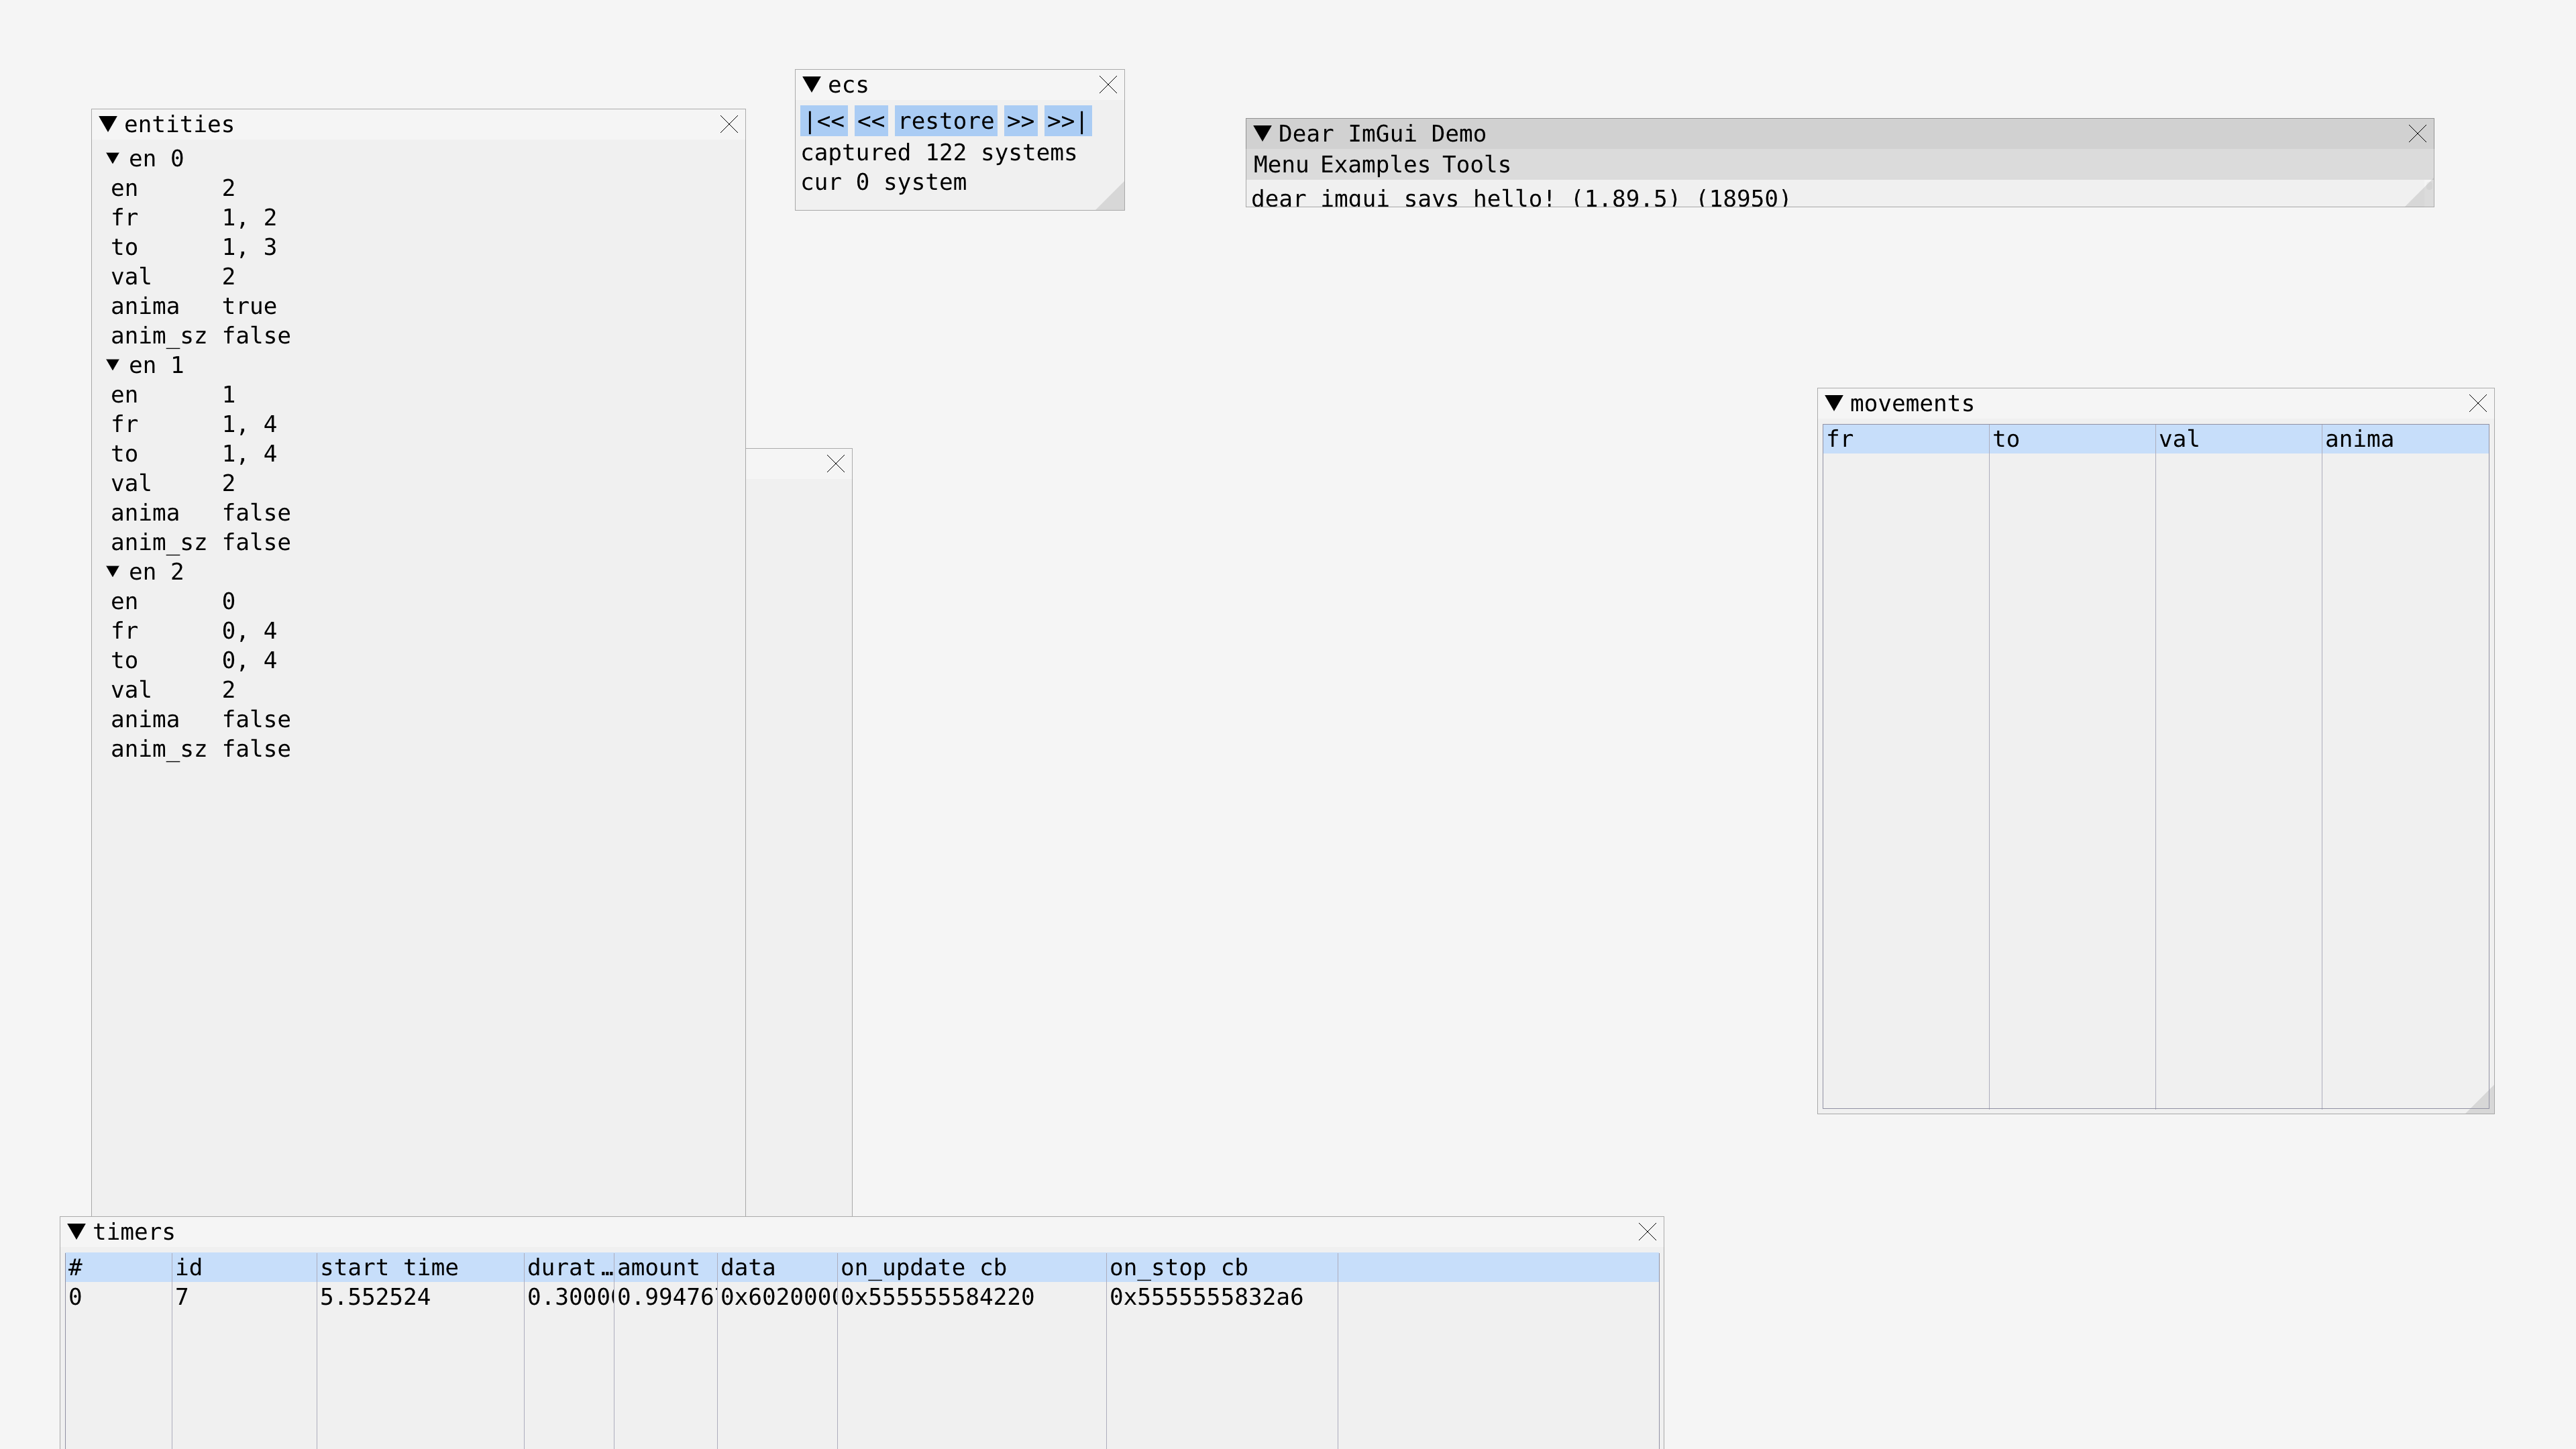 ecs
|<< << restore >> >>|
captured 122 systems
cur 0 system
entities
en 0
en 2
fr 1, 2
to 1, 3
val 2
anima true
anim_sz false
en 1
en 1
fr 1, 4
to 1, 4
val 2
anima false
anim_sz false
en 2
en 0
fr 0, 4
to 0, 4
val 2
anima false
anim_sz false
Dear ImGui Demo
Menu Examples Tools
dear imgui says hello! (1.89.5) (18950)
movements
fr to val anima
timers
# id start time durat… amount data on_update cb on_stop cb
0 7 5.552524 0.3000 0.99476 0x602000 0x555555584220 0x5555555832a6